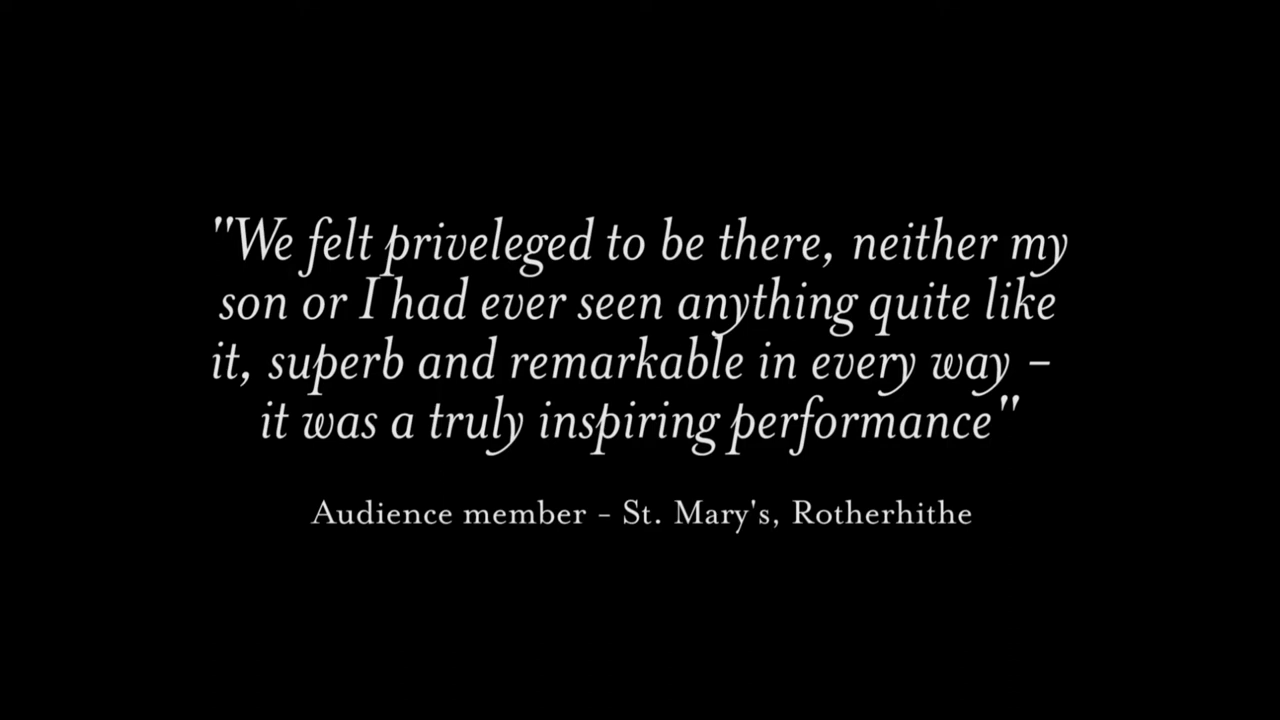 "We felt priveleged to be there, neither my
son or I had ever seen anything quite like
it, superb and remarkable in every way –
it was a truly inspiring performance"
Audience member – St. Mary's, Rotherhithe